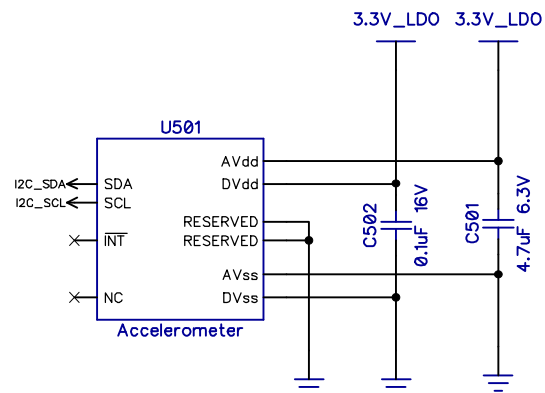 3.3V_LDO 3.3V_LDO
U501
AVdd
I2C_SDA SDA DVdd
I2C_SCL SCL
RESERVED
INT RESERVED
AVss
NC DVss
Accelerometer
C502
0.1uF 16V
C501
4.7uF 6.3V